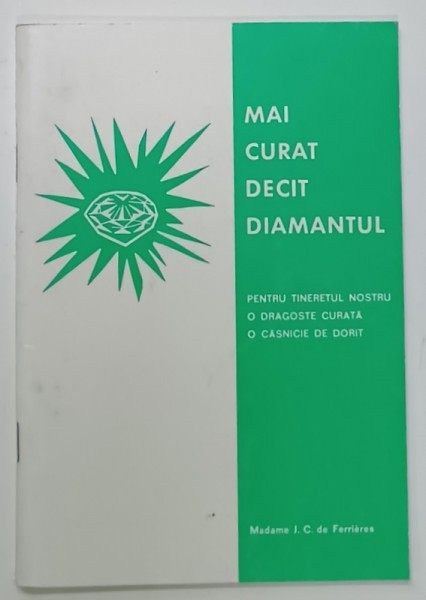 MAI
CURAT
DECIT
DIAMANTUL
PENTRU TINERETUL NOSTRU
O DRAGOSTE CURATĂ
O CĂSNICIE DE DORIT
Madame J. C. de Ferrières